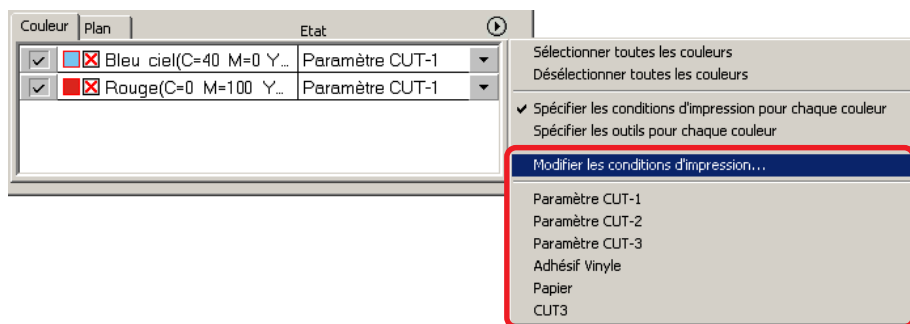 Couleur Plan Etat
Bleu ciel(C=40 M=0 Y... Paramètre CUT-1
Rouge(C=0 M=100 Y... Paramètre CUT-1
Sélectionner toutes les couleurs
Désélectionner toutes les couleurs
Spécifier les conditions d'impression pour chaque couleur
Spécifier les outils pour chaque couleur
Modifier les conditions d'impression...
Paramètre CUT-1
Paramètre CUT-2
Paramètre CUT-3
Adhésif Vinyle
Papier
CUT3